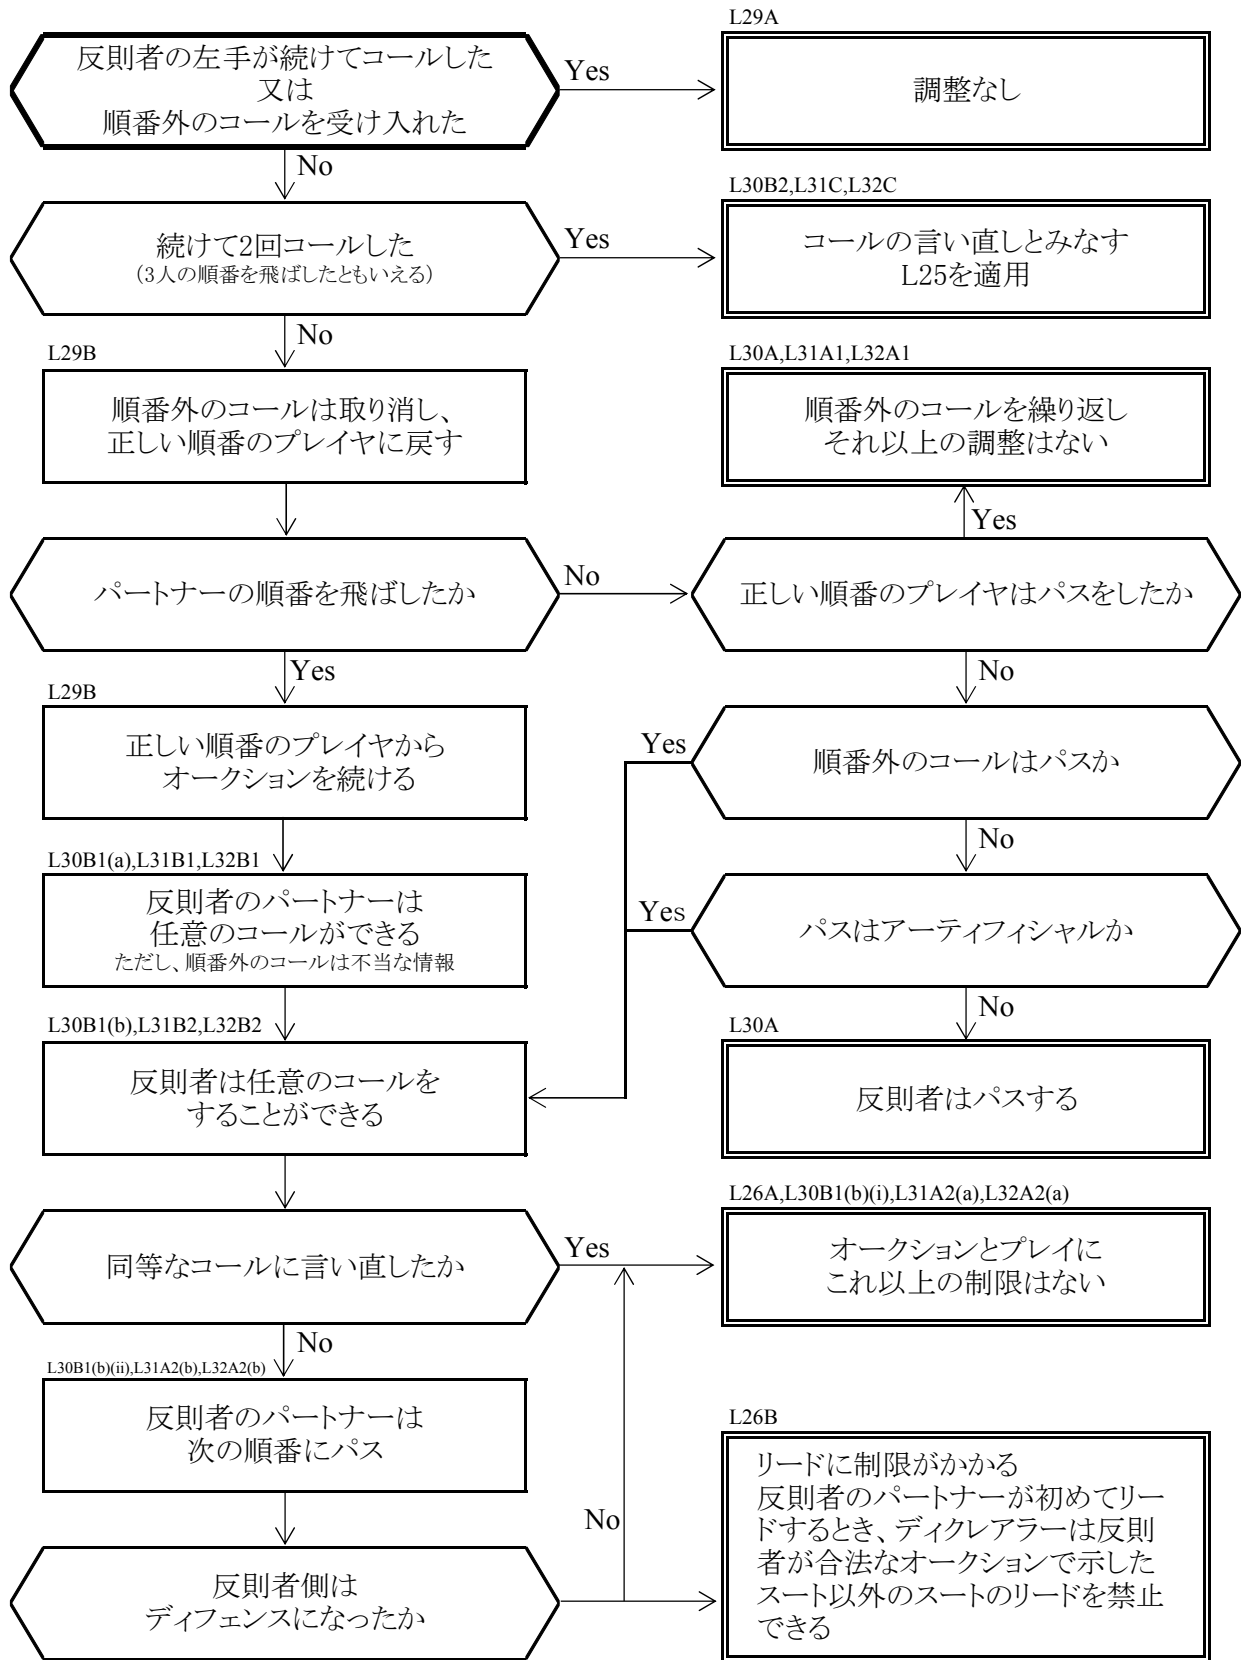 L29A
反則者の左手が続けてコールした
又は
順番外のコールを受け入れた
Yes
調整なし
No
L30B2,L31C,L32C
続けて2回コールした
(3人の順番を飛ばしたともいえる)
Yes
コールの言い直しとみなす
L25を適用
No
L29B
順番外のコールは取り消し、
正しい順番のプレイヤに戻す
L30A,L31A1,L32A1
順番外のコールを繰り返し
それ以上の調整はない
Yes
パートナーの順番を飛ばしたか
No
正しい順番のプレイヤはパスをしたか
Yes
No
L29B
正しい順番のプレイヤから
オークションを続ける
Yes
順番外のコールはパスか
No
L30B1(a),L31B1,L32B1
反則者のパートナーは
任意のコールができる
ただし、順番外のコールは不当な情報
Yes
パスはアーティフィシャルか
No
L30B1(b),L31B2,L32B2
反則者は任意のコールを
することができる
L30A
反則者はパスする
L26A,L30B1(b)(i),L31A2(a),L32A2(a)
同等なコールに言い直したか
Yes
オークションとプレイに
これ以上の制限はない
No
L30B1(b)(ii),L31A2(b),L32A2(b)
反則者のパートナーは
次の順番にパス
No
L26B
リードに制限がかかる
反則者のパートナーが初めてリー
ドするとき、ディクレアラーは反則
者が合法なオークションで示した
スート以外のスートのリードを禁止
できる
反則者側は
ディフェンスになったか